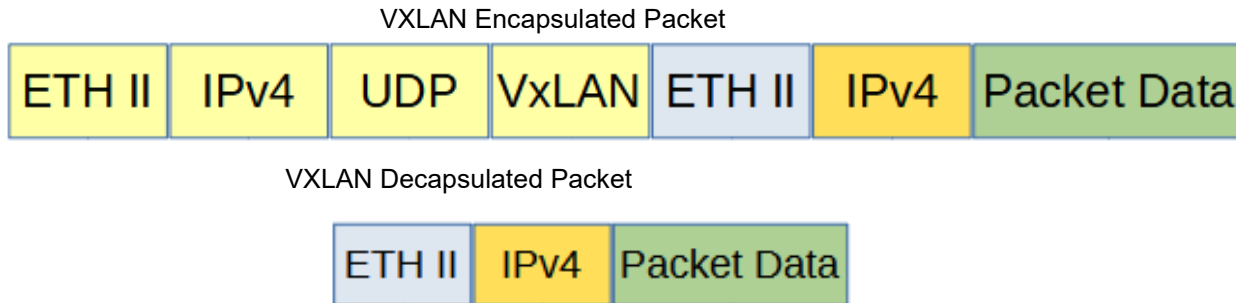 VXLAN Encapsulated Packet
ETH II IPv4 UDP VxLAN ETH II IPv4 Packet Data
VXLAN Decapsulated Packet
ETH II IPv4 Packet Data